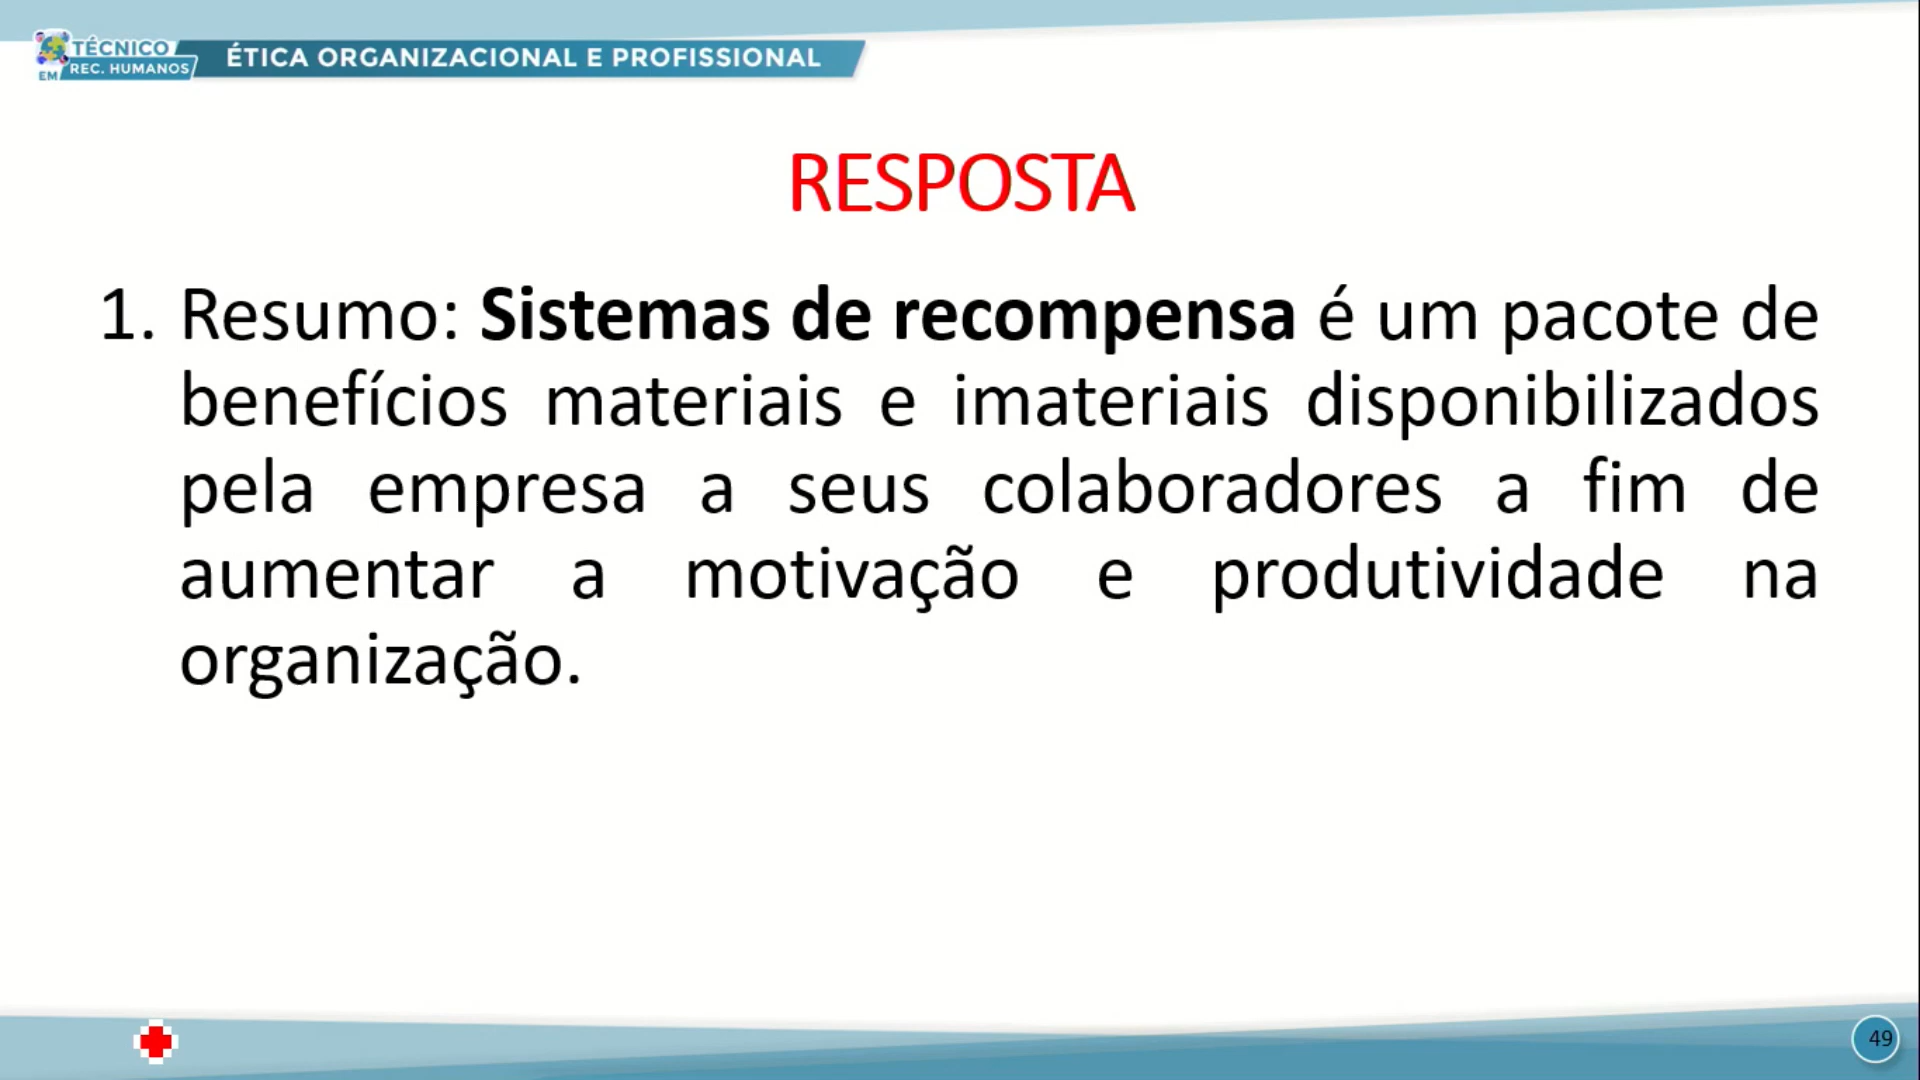 TÉCNICO
EM REC. HUMANOS
ÉTICA ORGANIZACIONAL E PROFISSIONAL
RESPOSTA
1. Resumo: Sistemas de recompensa é um pacote de
benefícios materiais e imateriais disponibilizados
pela empresa a seus colaboradores a fim de
aumentar a motivação e produtividade na
organização.
49